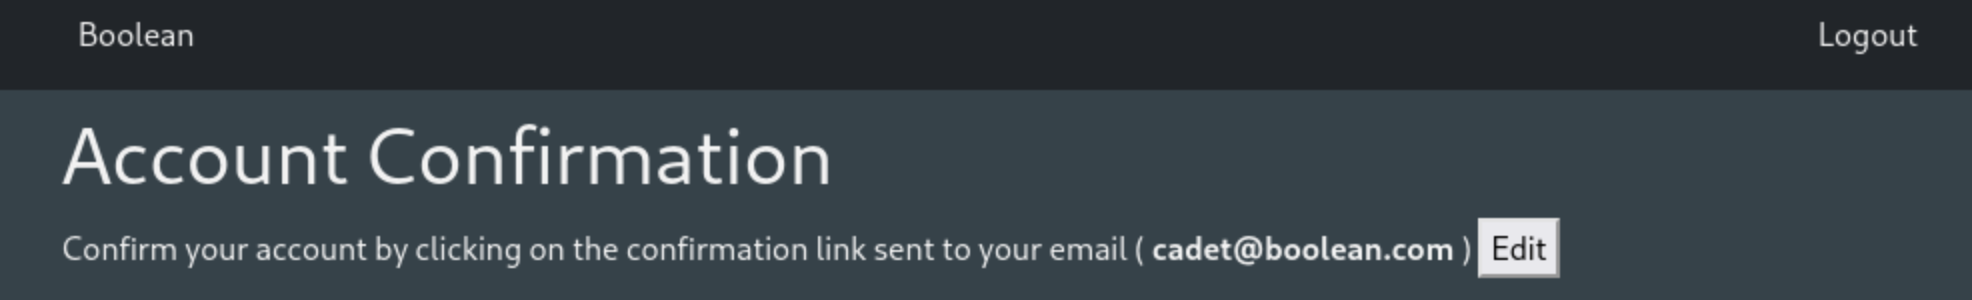 Boolean Logout
Account Confirmation
Confirm your account by clicking on the confirmation link sent to your email ( cadet@boolean.com ) Edit